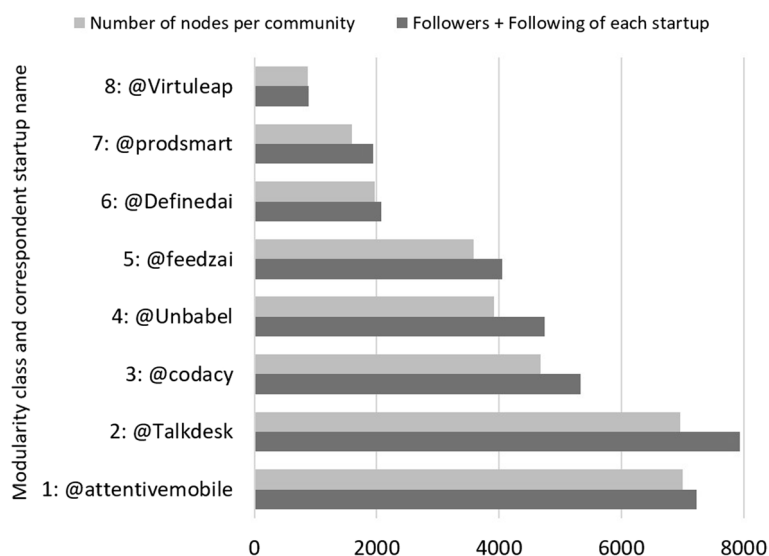 Number of nodes per community
Followers + Following of each startup
Modularity class and correspondent startup name
8: @Virtuleap
7: @prodsmart
6: @Definedai
5: @feedzai
4: @Unbabel
3: @codacy
2: @Talkdesk
1: @attentivemobile
0 2000 4000 6000 8000